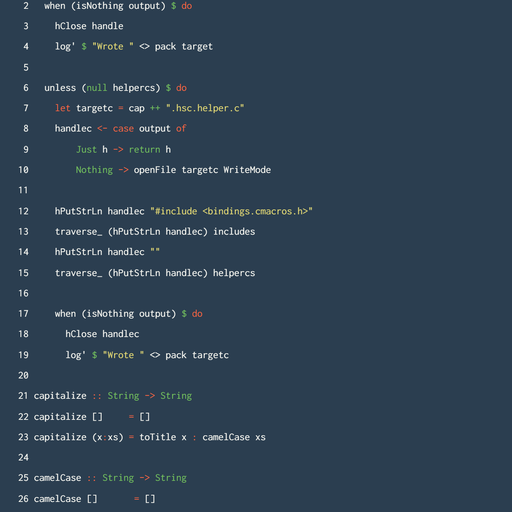 2 when (isNothing output) $ do
3 hClose handle
4 log' $ "Wrote " <> pack target
5
6 unless (null helpercs) $ do
7 let targetc = cap ++ ".hsc.helper.c"
8 handlec <- case output of
9 Just h -> return h
10 Nothing -> openFile targetc WriteMode
11
12 hPutStrLn handlec "#include <bindings.cmacros.h>"
13 traverse_ (hPutStrLn handlec) includes
14 hPutStrLn handlec ""
15 traverse_ (hPutStrLn handlec) helpercs
16
17 when (isNothing output) $ do
18 hClose handlec
19 log' $ "Wrote " <> pack targetc
20
21 capitalize :: String -> String
22 capitalize [] = []
23 capitalize (x:xs) = toTitle x : camelCase xs
24
25 camelCase :: String -> String
26 camelCase [] = []